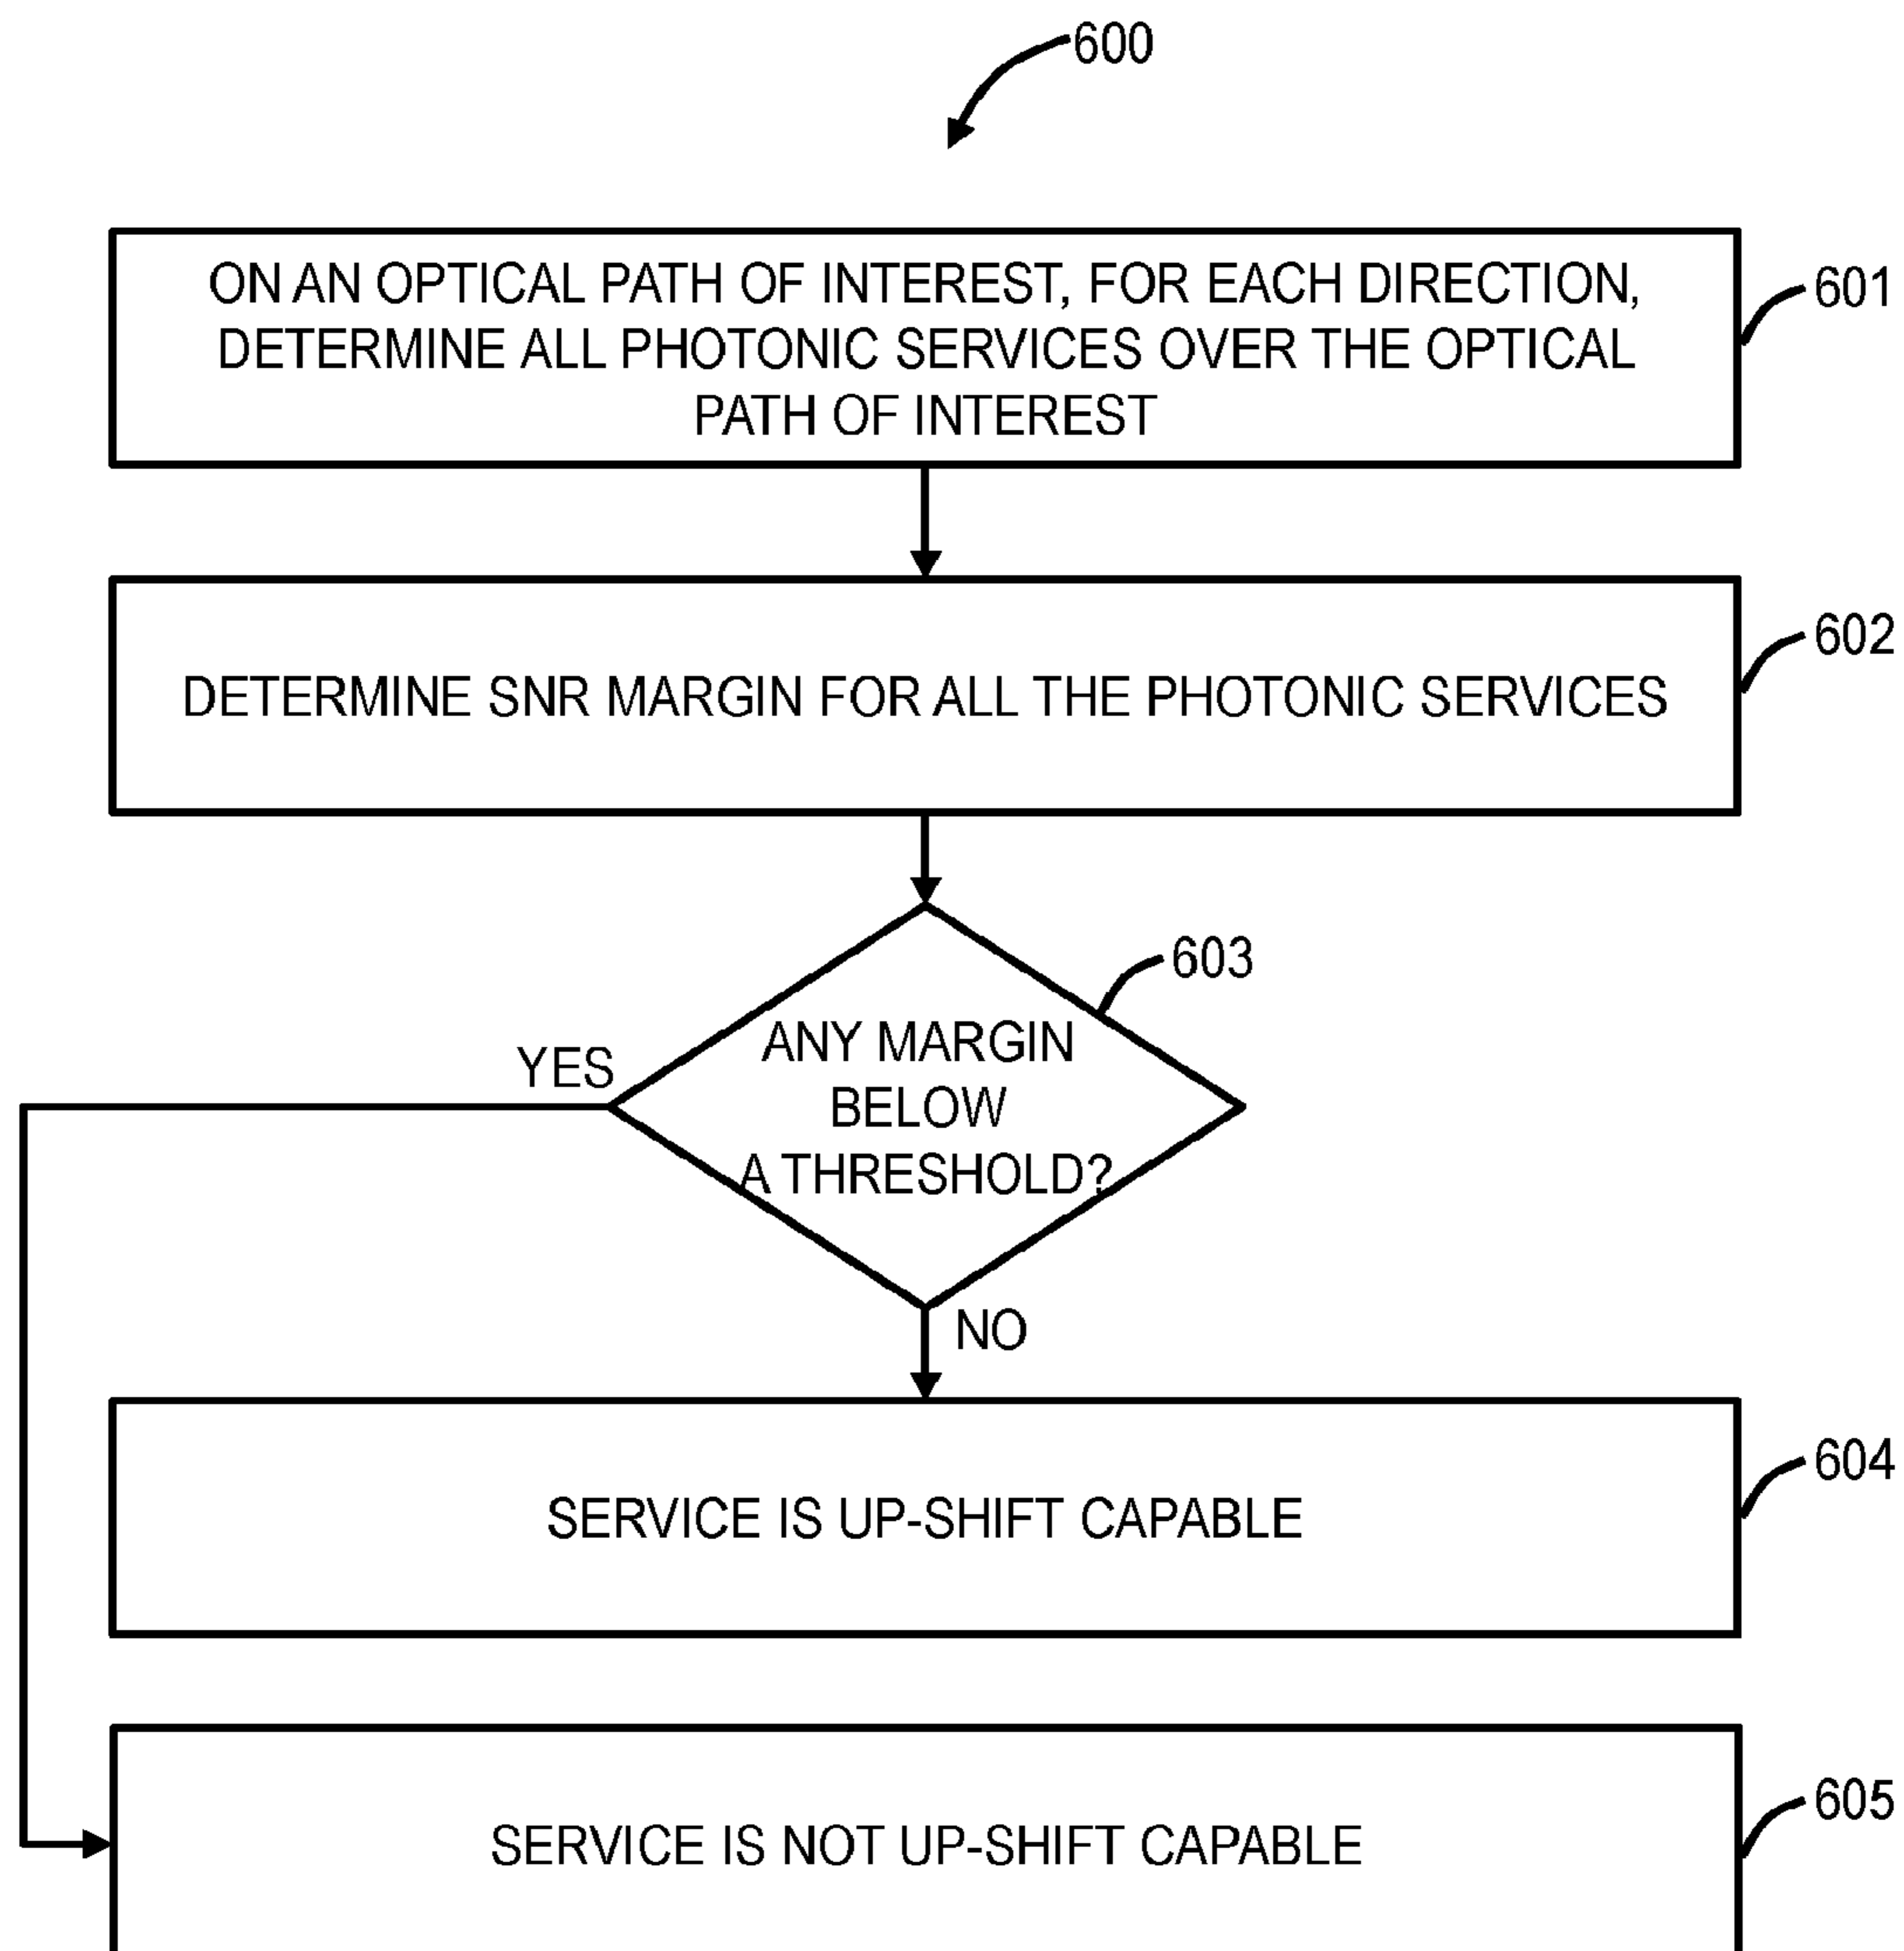 600
ON AN OPTICAL PATH OF INTEREST, FOR EACH DIRECTION,
DETERMINE ALL PHOTONIC SERVICES OVER THE OPTICAL
PATH OF INTEREST
601
DETERMINE SNR MARGIN FOR ALL THE PHOTONIC SERVICES
602
603
ANY MARGIN
BELOW
A THRESHOLD?
YES
NO
SERVICE IS UP-SHIFT CAPABLE
604
SERVICE IS NOT UP-SHIFT CAPABLE
605